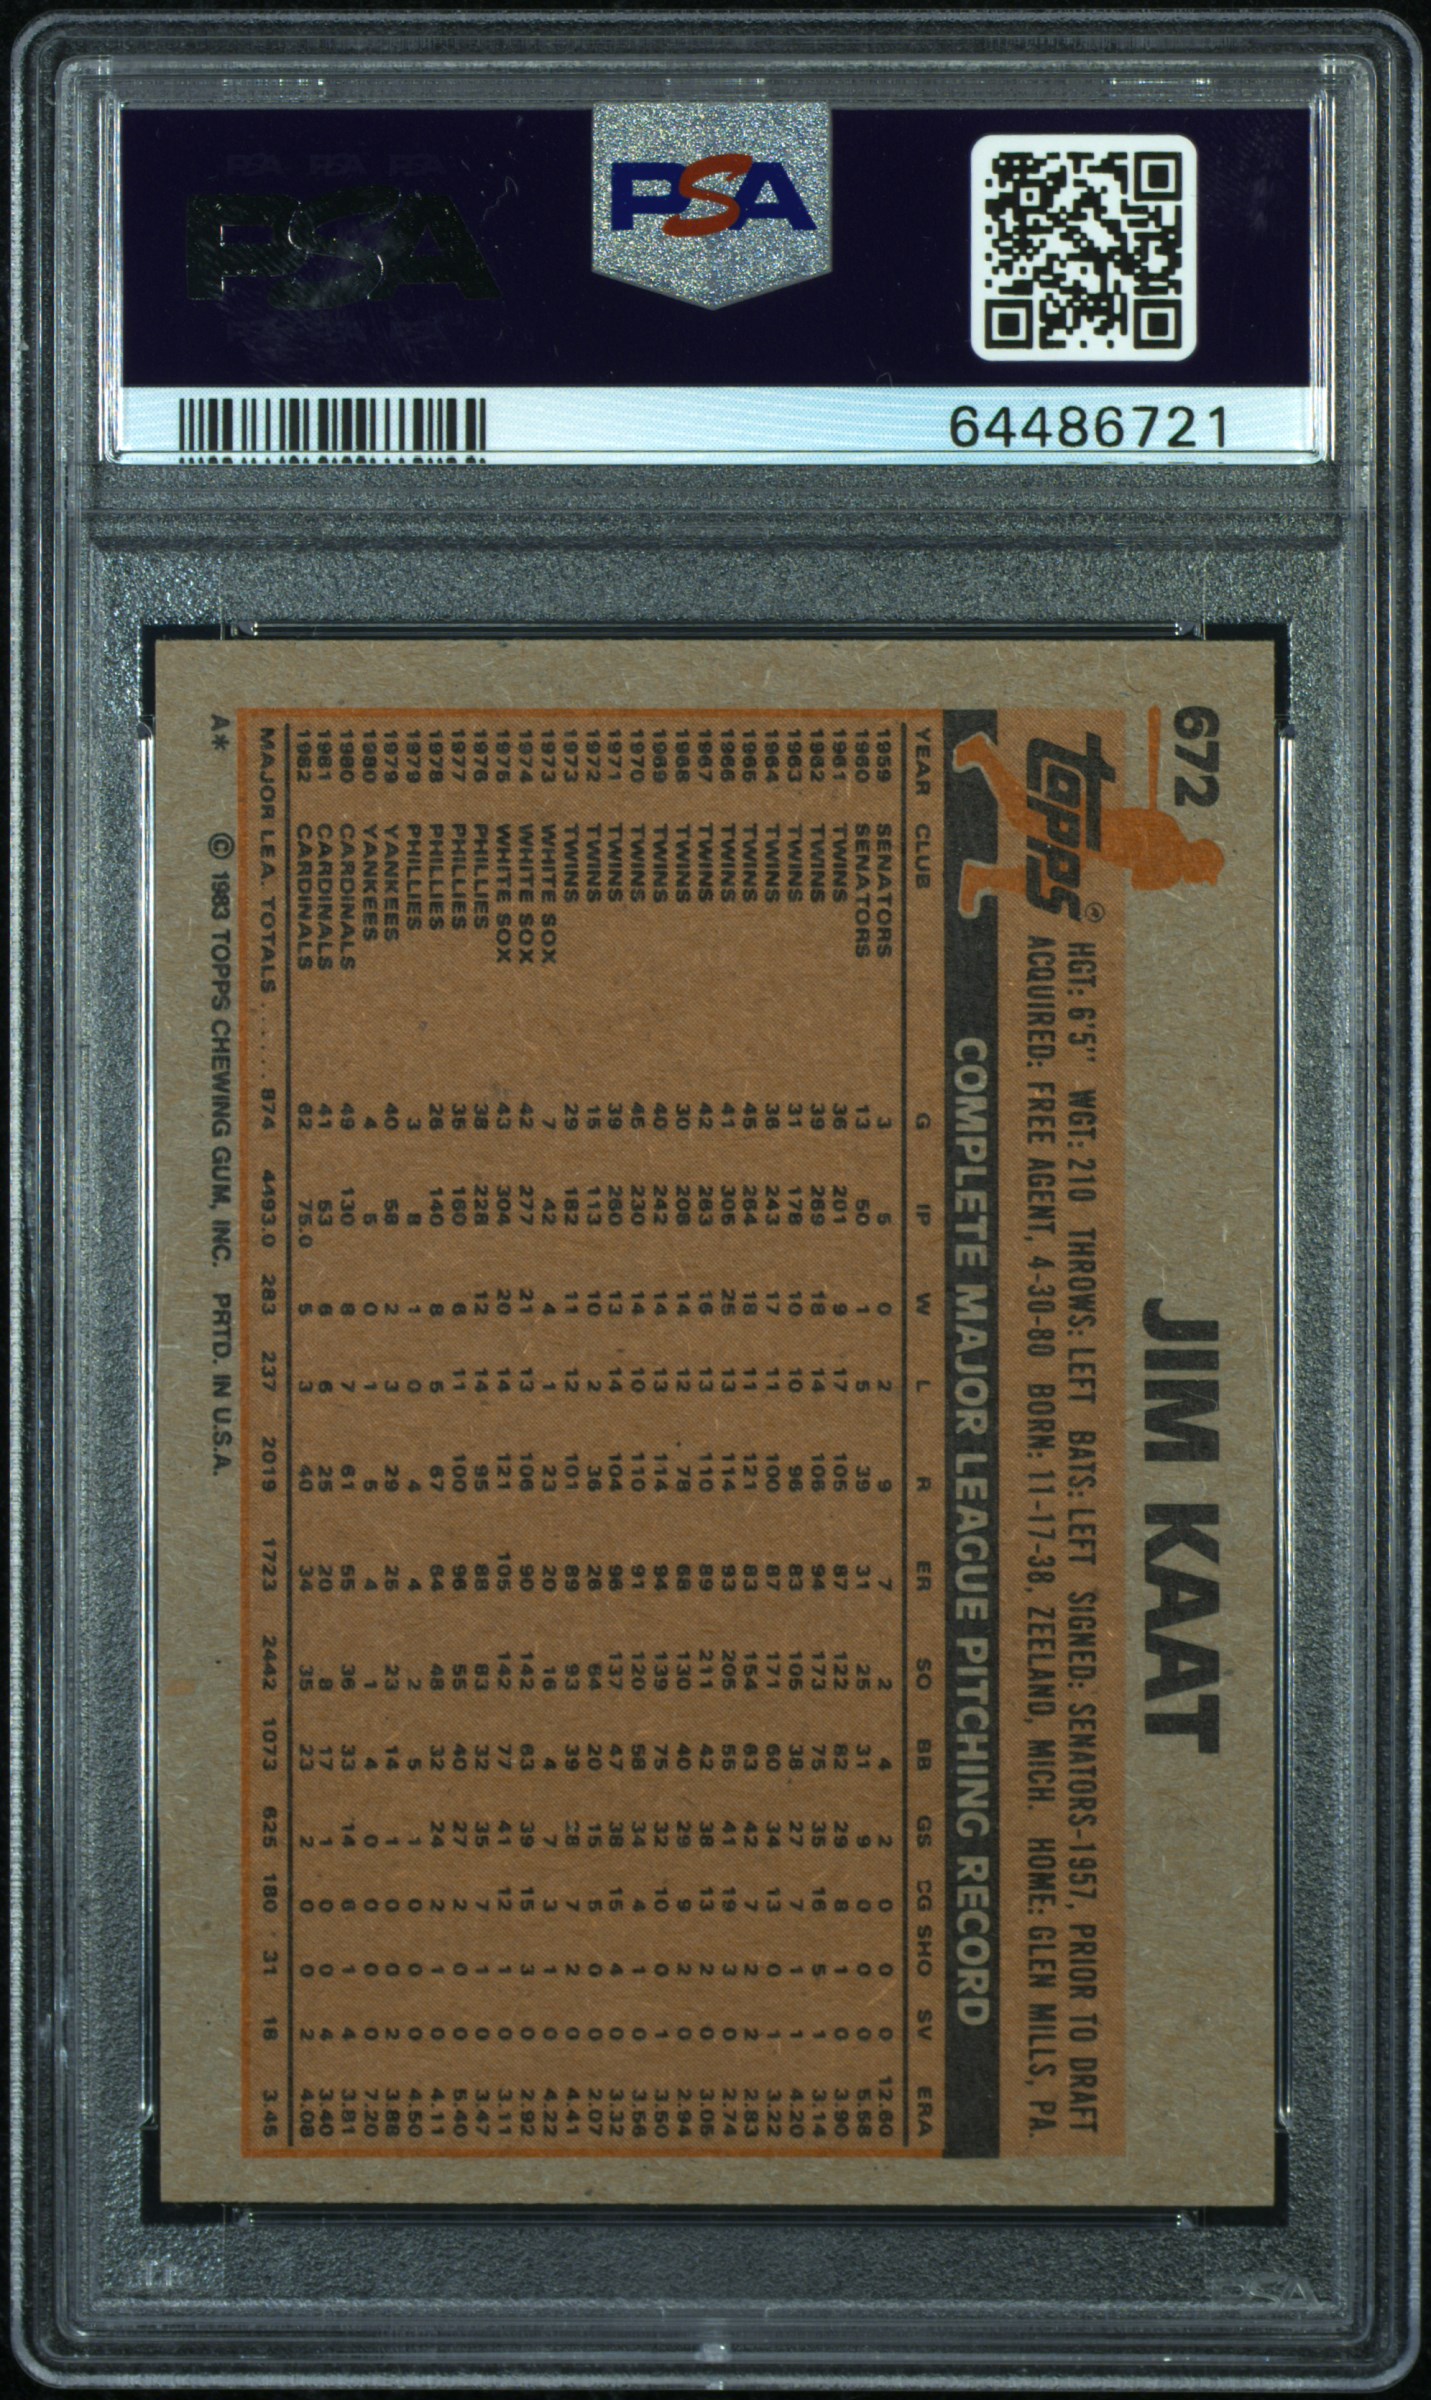 PSA PSA PSA
PSA
PSA
64486721
672
JIM KAAT
topps®
HGT: 6'5" WGT: 210 THROWS: LEFT BATS: LEFT SIGNED: SENATORS-1957, PRIOR TO DRAFT
ACQUIRED: FREE AGENT, 4-30-80 BORN: 11-17-38, ZEELAND, MICH. HOME: GLEN MILLS, PA.
COMPLETE MAJOR LEAGUE PITCHING RECORD
YEAR CLUB G IP W L R ER SO BB GS CG SHO SV ERA
1959 SENATORS 3 5 0 2 9 7 2 4 2 0 0 0 12.60
1960 SENATORS 13 50 1 5 39 31 25 31 9 0 0 0 5.58
1961 TWINS 36 201 9 17 105 87 122 82 29 8 1 0 3.90
1962 TWINS 39 269 18 14 106 94 173 75 35 16 5 1 3.14
1963 TWINS 31 178 10 10 96 83 105 38 27 7 1 1 4.20
1964 TWINS 36 243 17 11 100 87 171 60 34 13 0 1 3.22
1965 TWINS 45 264 18 11 121 83 154 63 42 7 2 2 2.83
1966 TWINS 41 305 25 13 114 93 205 55 41 19 3 0 2.74
1967 TWINS 42 263 16 13 110 89 211 42 38 13 2 0 3.05
1968 TWINS 30 208 14 12 78 68 130 40 29 9 2 0 2.94
1969 TWINS 40 242 14 13 114 94 139 75 32 10 0 1 3.50
1970 TWINS 45 230 14 10 110 91 120 58 34 4 1 0 3.56
1971 TWINS 39 260 13 14 104 96 137 47 38 15 4 0 3.32
1972 TWINS 15 113 10 2 36 26 64 20 15 5 0 0 2.07
1973 TWINS 29 182 11 12 101 89 93 39 28 7 2 0 4.41
1973 WHITE SOX 7 42 4 1 23 20 16 4 7 3 1 0 4.22
1974 WHITE SOX 42 277 21 13 106 90 142 63 39 15 3 0 2.92
1975 WHITE SOX 43 304 20 14 121 105 142 77 41 12 1 0 3.11
1976 PHILLIES 38 228 12 14 95 88 83 32 35 7 1 0 3.47
1977 PHILLIES 35 160 6 11 100 96 55 40 27 2 0 0 5.40
1978 PHILLIES 26 140 8 5 67 64 48 32 24 2 1 0 4.11
1979 PHILLIES 3 8 1 0 4 4 2 5 1 0 0 0 4.50
1979 YANKEES 40 58 2 3 29 25 23 14 1 0 0 2 3.88
1980 YANKEES 4 5 0 1 5 4 1 4 0 0 0 0 7.20
1980 CARDINALS 49 130 8 7 61 55 36 33 14 6 1 4 3.81
1981 CARDINALS 41 53 6 6 25 20 8 17 1 0 0 4 3.40
1982 CARDINALS 62 75.0 5 3 40 34 35 23 2 0 0 2 4.08
MAJOR LEA. TOTALS ...... 874 4493.0 283 237 2019 1723 2442 1073 625 180 31 18 3.45
A* © 1983 TOPPS CHEWING GUM, INC. PRTD. IN U.S.A.
PSA